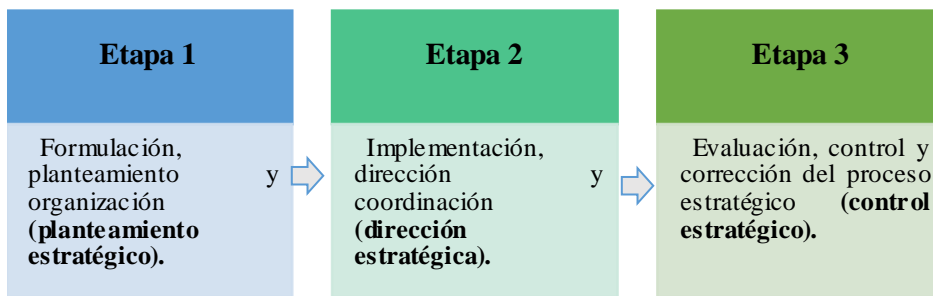 Etapa 1
Formulación,
planteamiento y
organización
(planteamiento
estratégico).
Etapa 2
Implementación,
dirección y
coordinación
(dirección
estratégica).
Etapa 3
Evaluación, control y
corrección del proceso
estratégico (control
estratégico).